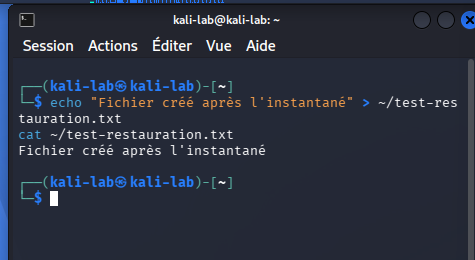 kali-lab@kali-lab: ~
Session Actions Éditer Vue Aide
┌──(kali-lab㉿kali-lab)-[~]
└─$ echo "Fichier créé après l'instantané" > ~/test-res
tauration.txt
cat ~/test-restauration.txt
Fichier créé après l'instantané
┌──(kali-lab㉿kali-lab)-[~]
└─$